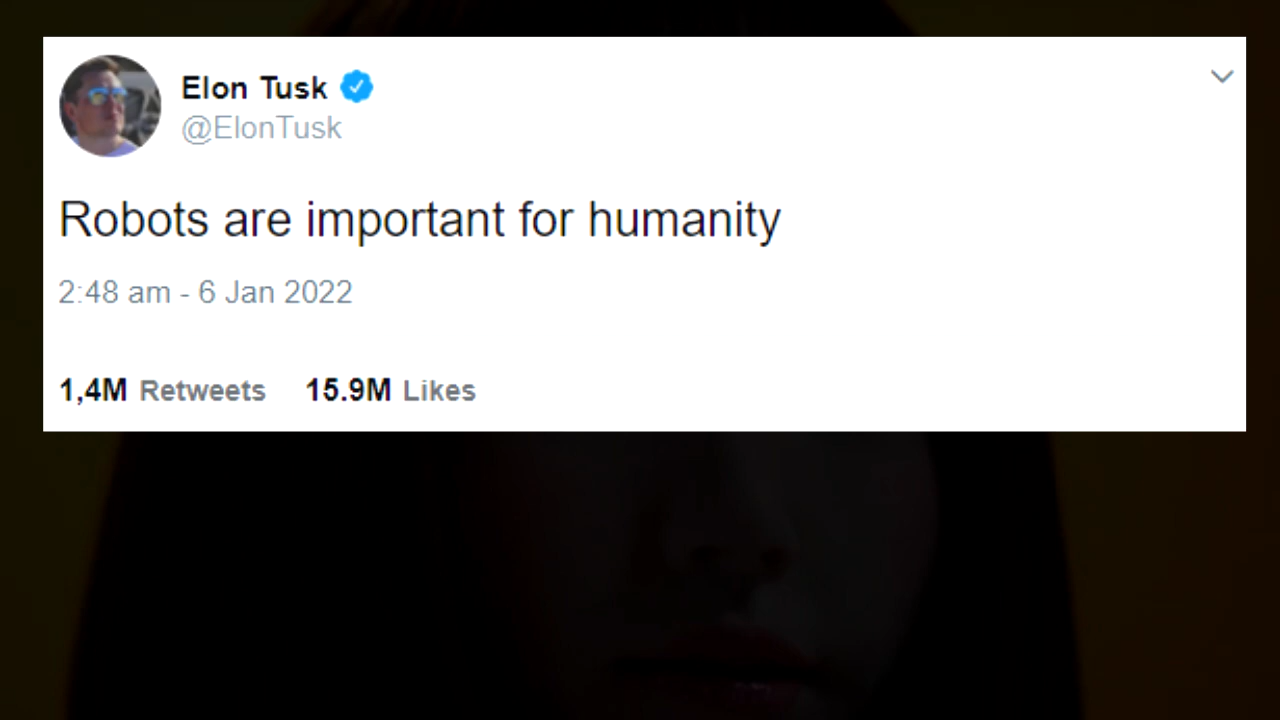 Elon Tusk
@ElonTusk
Robots are important for humanity
2:48 am - 6 Jan 2022
1,4M Retweets 15.9M Likes